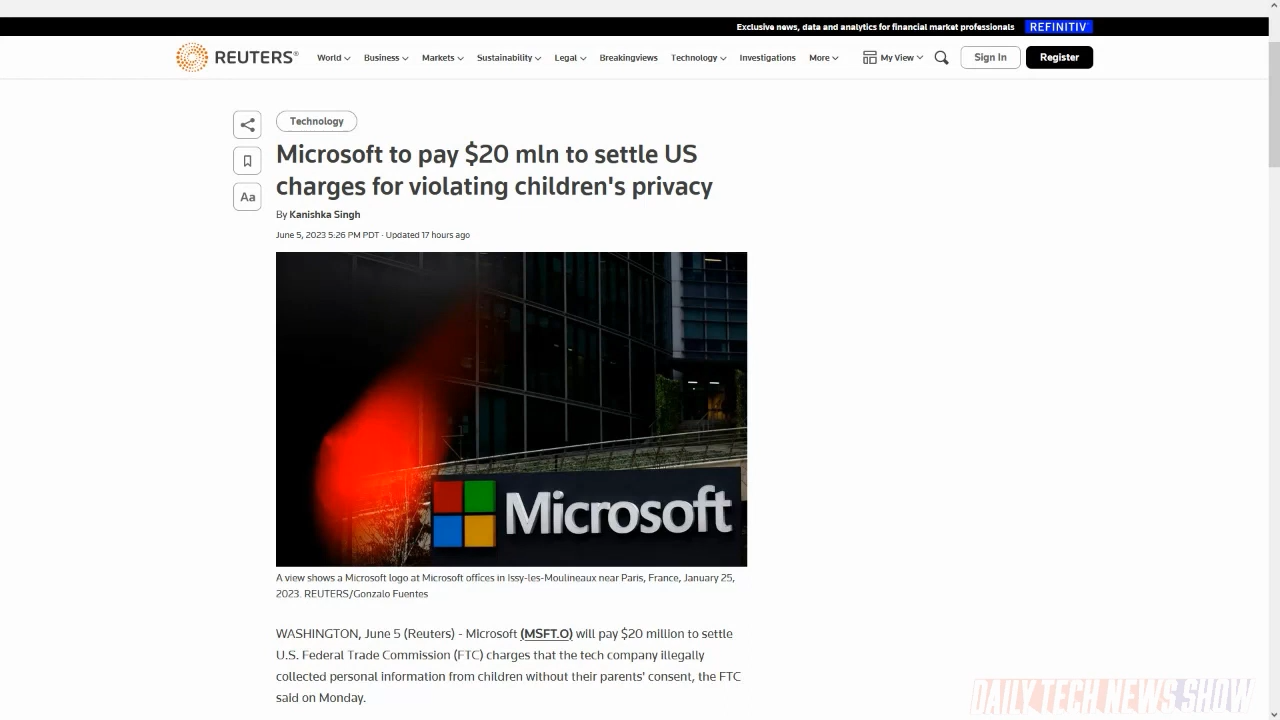 Exclusive news, data and analytics for financial market professionals REFINITIV
REUTERS® World Business Markets Sustainability Legal Breakingviews Technology Investigations More My View Sign In Register
Technology
Microsoft to pay $20 mln to settle US
charges for violating children's privacy
Aa
By Kanishka Singh
June 5, 2023 5:26 PM PDT · Updated 17 hours ago
Microsoft
A view shows a Microsoft logo at Microsoft offices in Issy-les-Moulineaux near Paris, France, January 25,
2023. REUTERS/Gonzalo Fuentes
WASHINGTON, June 5 (Reuters) - Microsoft (MSFT.O) will pay $20 million to settle
U.S. Federal Trade Commission (FTC) charges that the tech company illegally
collected personal information from children without their parents' consent, the FTC
said on Monday.
DAILY TECH NEWS SHOW